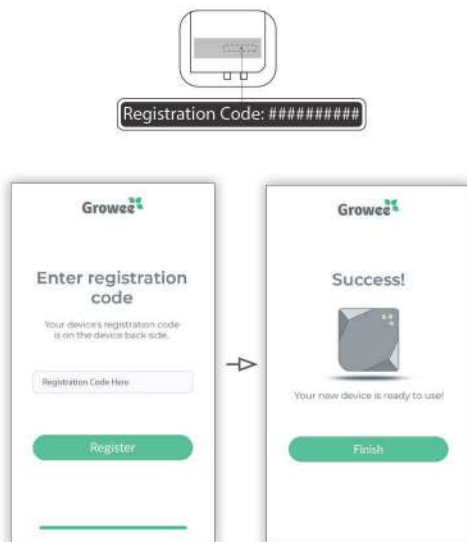 Registration Code: ##########
Growee
Enter registration
code
Your device's registration code
is on the device back side.
Registration Code Here
Register
Growee
Success!
Your new device is ready to use!
Finish